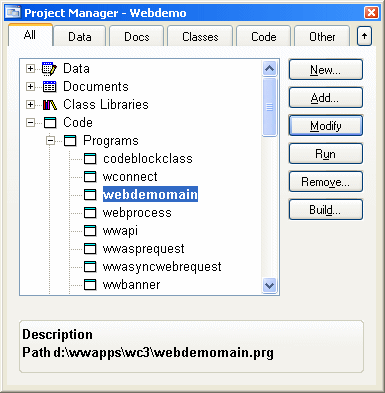 Project Manager - Webdemo
All Data Docs Classes Code Other
Data
Documents
Class Libraries
Code
Programs
codeblockclass
wconnect
webdemomain
webprocess
wwapi
wwasprequest
wwasyncwebrequest
wwbanner
New...
Add...
Modify
Run
Remove...
Build...
Description
Path d:\wwapps\wc3\webdemomain.prg